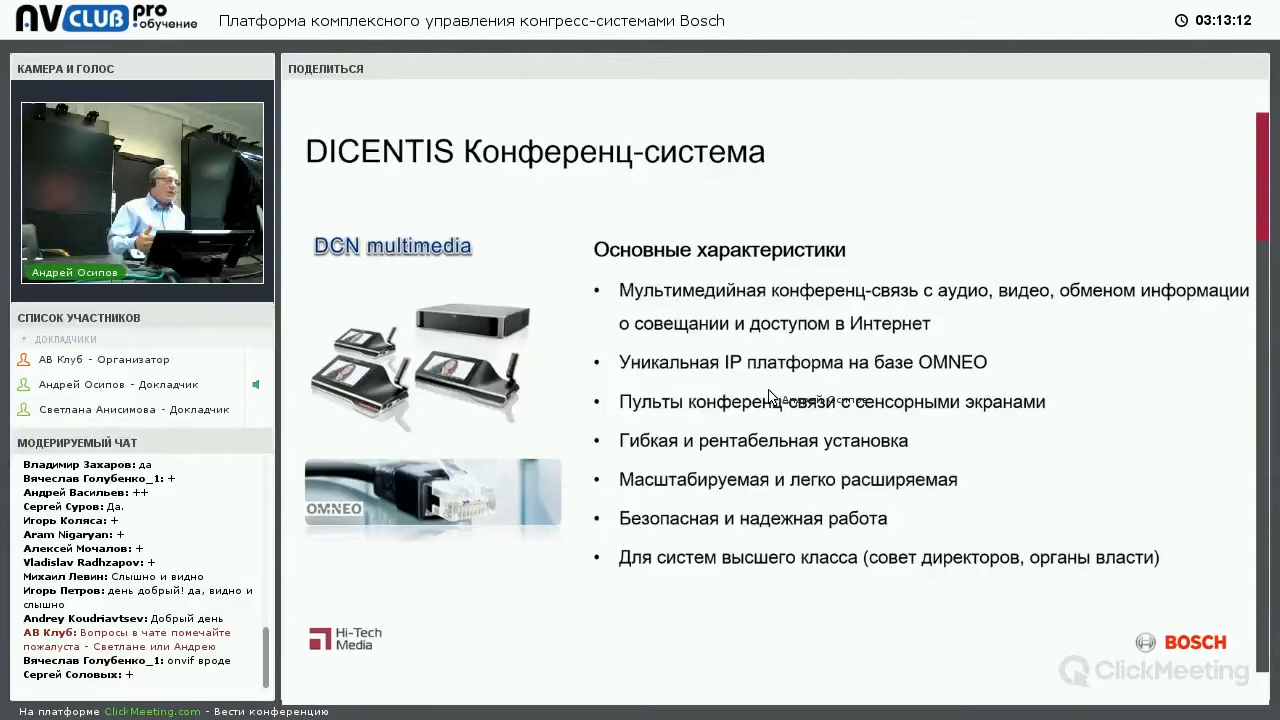 AVCLUBpro
:обучение
Платформа комплексного управления конгресс-системами Bosch
03:13:12
КАМЕРА И ГОЛОС
Андрей Осипов
СПИСОК УЧАСТНИКОВ
ДОКЛАДЧИКИ
АВ Клуб - Организатор
Андрей Осипов - Докладчик
Светлана Анисимова - Докладчик
МОДЕРИРУЕМЫЙ ЧАТ
Владимир Захаров: да
Вячеслав Голубенко_1: +
Андрей Васильев: ++
Сергей Суров: Да.
Игорь Коляса: +
Aram Nigaryan: +
Алексей Мочалов: +
Vladislav Radhzapov: +
Михаил Левин: Слышно и видно
Игорь Петров: день добрый! да, видно и
слышно
Andrey Koudriavtsev: Добрый день
АВ Клуб: Вопросы в чате помечайте
пожалуста - Светлане или Андрею
Вячеслав Голубенко_1: onvif вроде
Сергей Соловых: +
ПОДЕЛИТЬСЯ
DICENTIS Конференц-система
DCN multimedia
OMNEO
Основные характеристики
• Мультимедийная конференц-связь с аудио, видео, обменом информации
о совещании и доступом в Интернет
• Уникальная IP платформа на базе OMNEO
• Пульты конференц-связи с сенсорными экранами
Андрей Осипов
• Гибкая и рентабельная установка
• Масштабируемая и легко расширяемая
• Безопасная и надежная работа
• Для систем высшего класса (совет директоров, органы власти)
Hi-Tech
Media
BOSCH
ClickMeeting
На платформе ClickMeeting.com - Вести конференцию